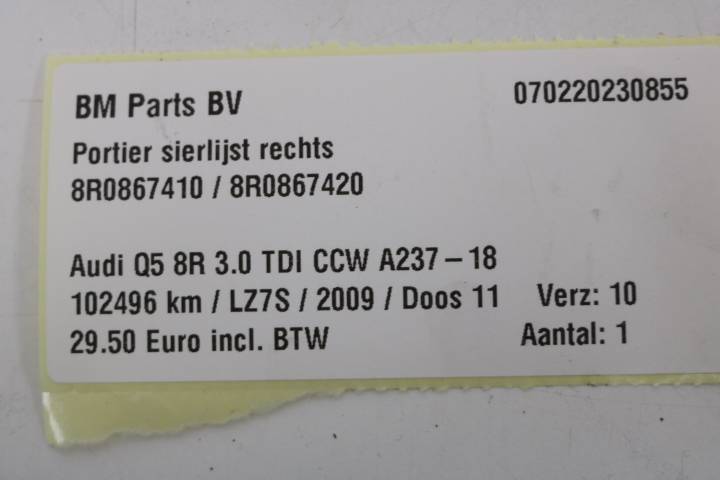 BM Parts BV 070220230855
Portier sierlijst rechts
8R0867410 / 8R0867420
Audi Q5 8R 3.0 TDI CCW A237 – 18
102496 km / LZ7S / 2009 / Doos 11 Verz: 10
29.50 Euro incl. BTW Aantal: 1